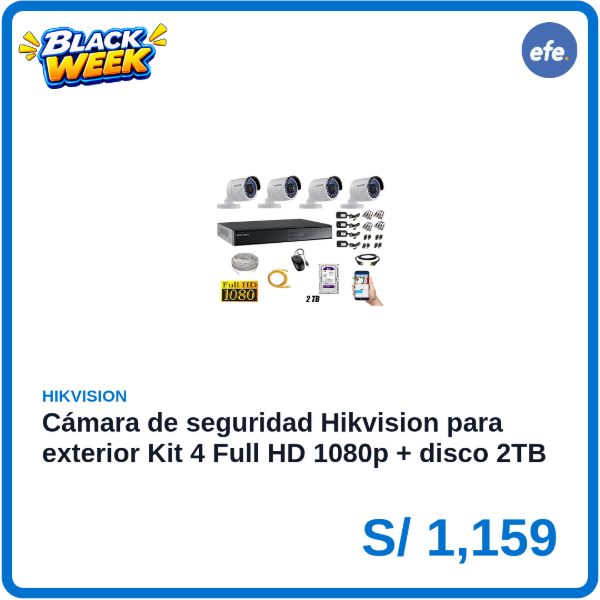 BLACK
WEEK
efe.
Full HD
1080
2 TB
HIKVISION
Cámara de seguridad Hikvision para
exterior Kit 4 Full HD 1080p + disco 2TB
S/ 1,159